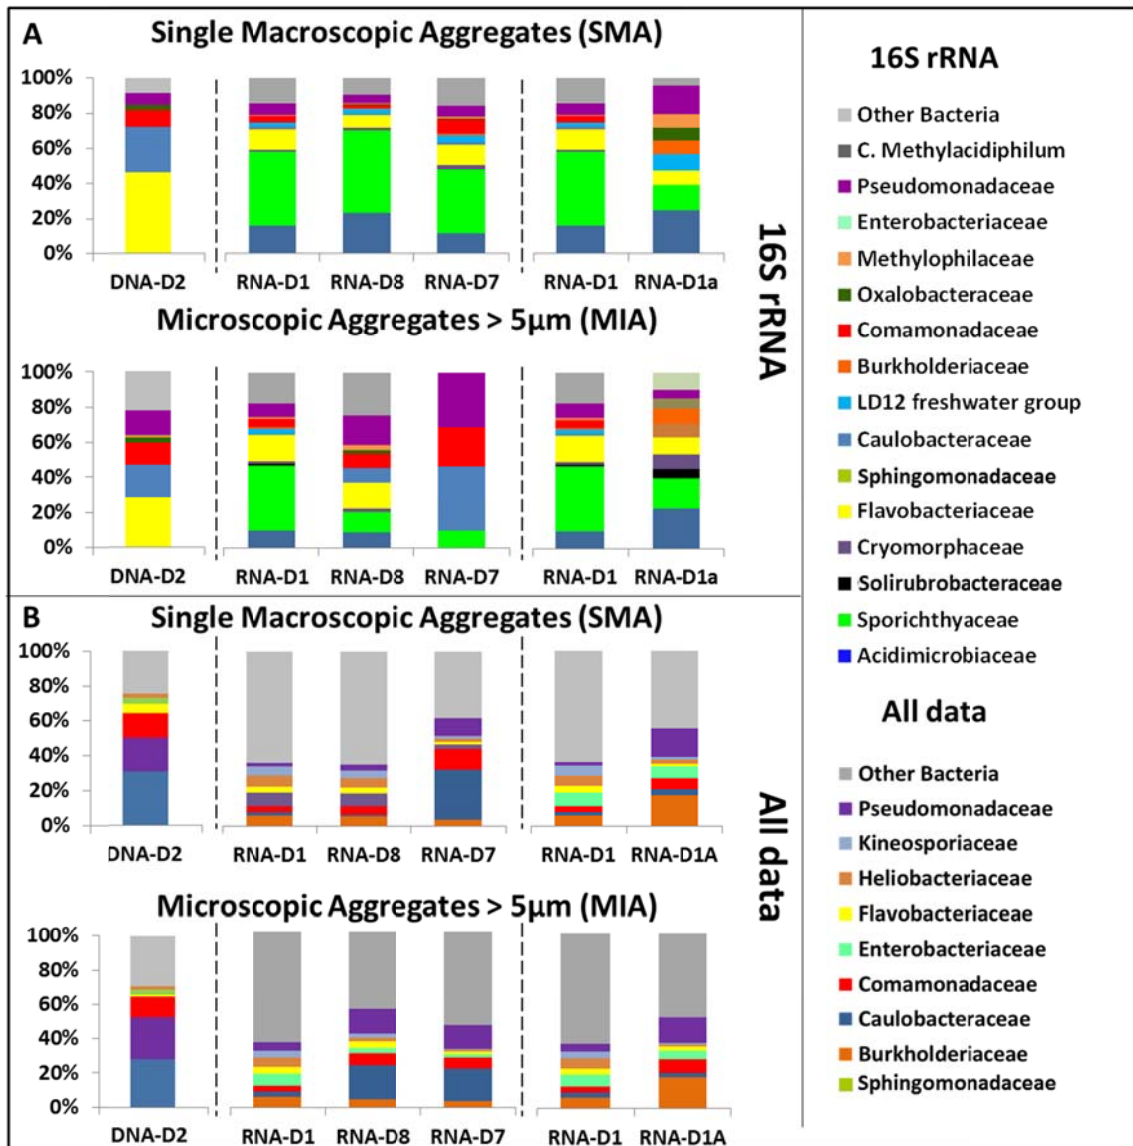 A
Single Macroscopic Aggregates (SMA)
100%
80%
60%
40%
20%
0%
DNA-D2
RNA-D1
RNA-D8
RNA-D7
RNA-D1
RNA-D1a
Microscopic Aggregates > 5µm (MIA)
100%
80%
60%
40%
20%
0%
DNA-D2
RNA-D1
RNA-D8
RNA-D7
RNA-D1
RNA-D1a
16S rRNA
B
Single Macroscopic Aggregates (SMA)
100%
80%
60%
40%
20%
0%
DNA-D2
RNA-D1
RNA-D8
RNA-D7
RNA-D1
RNA-D1A
Microscopic Aggregates > 5µm (MIA)
100%
80%
60%
40%
20%
0%
DNA-D2
RNA-D1
RNA-D8
RNA-D7
RNA-D1
RNA-D1A
All data
16S rRNA
Other Bacteria
C. Methylacidiphilum
Pseudomonadaceae
Enterobacteriaceae
Methylophilaceae
Oxalobacteraceae
Comamonadaceae
Burkholderiaceae
LD12 freshwater group
Caulobacteraceae
Sphingomonadaceae
Flavobacteriaceae
Cryomorphaceae
Solirubrobacteraceae
Sporichthyaceae
Acidimicrobiaceae
All data
Other Bacteria
Pseudomonadaceae
Kineosporiaceae
Heliobacteriaceae
Flavobacteriaceae
Enterobacteriaceae
Comamonadaceae
Caulobacteraceae
Burkholderiaceae
Sphingomonadaceae